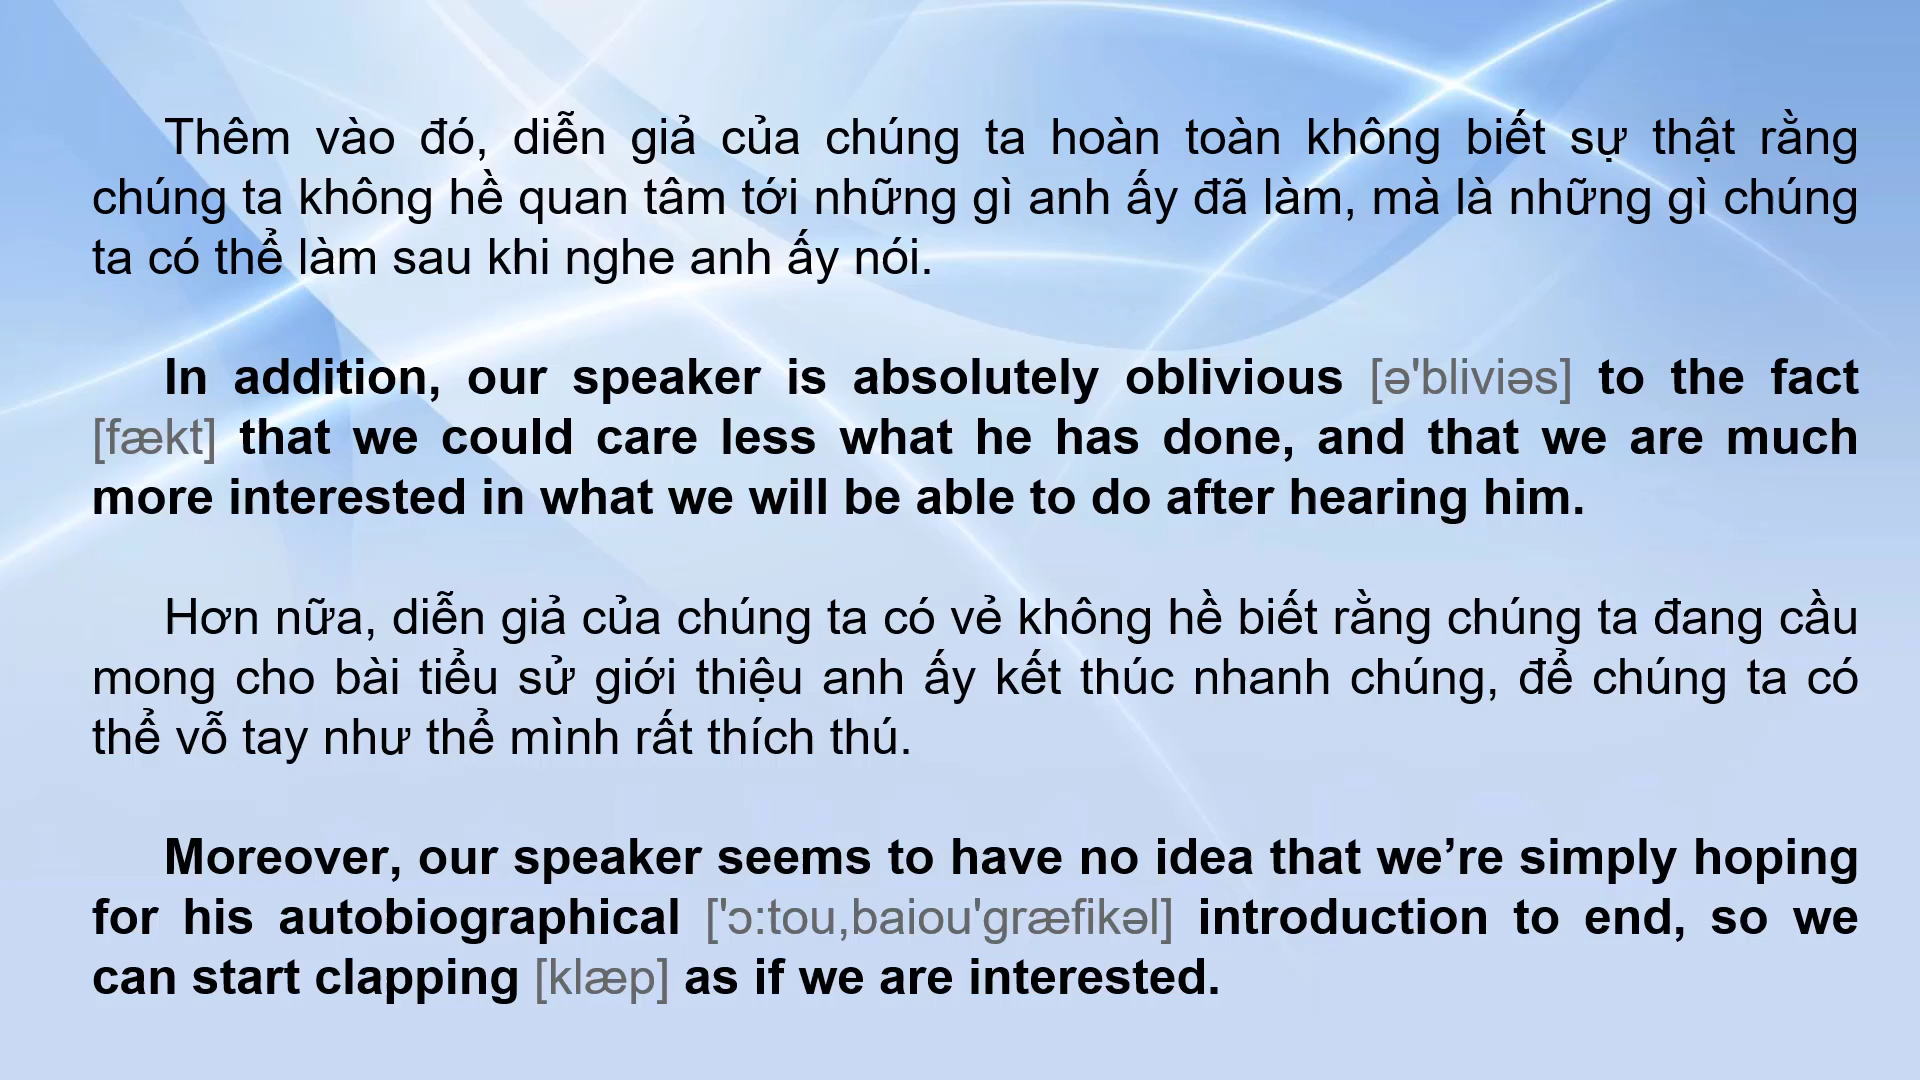 Thêm vào đó, diễn giả của chúng ta hoàn toàn không biết sự thật rằng
chúng ta không hề quan tâm tới những gì anh ấy đã làm, mà là những gì chúng
ta có thể làm sau khi nghe anh ấy nói.
In addition, our speaker is absolutely oblivious [ə'bliviəs] to the fact
[fækt] that we could care less what he has done, and that we are much
more interested in what we will be able to do after hearing him.
Hơn nữa, diễn giả của chúng ta có vẻ không hề biết rằng chúng ta đang cầu
mong cho bài tiểu sử giới thiệu anh ấy kết thúc nhanh chúng, để chúng ta có
thể vỗ tay như thể mình rất thích thú.
Moreover, our speaker seems to have no idea that we’re simply hoping
for his autobiographical ['ɔ:tou,baiou'græfikəl] introduction to end, so we
can start clapping [klæp] as if we are interested.